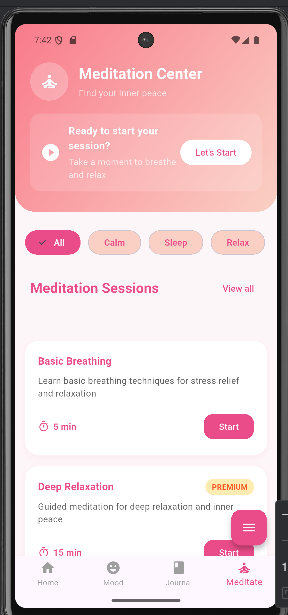 7:42
Meditation Center
Find your inner peace
Ready to start your
session?
Let's Start
Take a moment to breathe
and relax
All
Calm
Sleep
Relax
Meditation Sessions
View all
Basic Breathing
Learn basic breathing techniques for stress relief
and relaxation
5 min
Start
Deep Relaxation
PREMIUM
Guided meditation for deep relaxation and inner
peace
15 min
Start
Home
Mood
Journal
Meditate